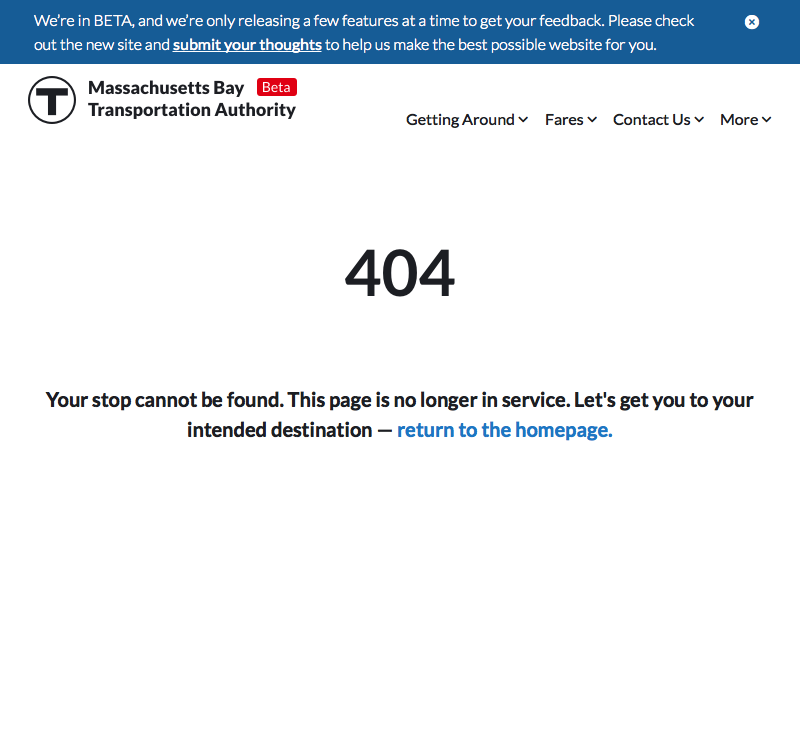 We’re in BETA, and we’re only releasing a few features at a time to get your feedback. Please check
out the new site and submit your thoughts to help us make the best possible website for you.
T
Massachusetts Bay Beta
Transportation Authority
Getting Around Fares Contact Us More
404
Your stop cannot be found. This page is no longer in service. Let's get you to your
intended destination — return to the homepage.